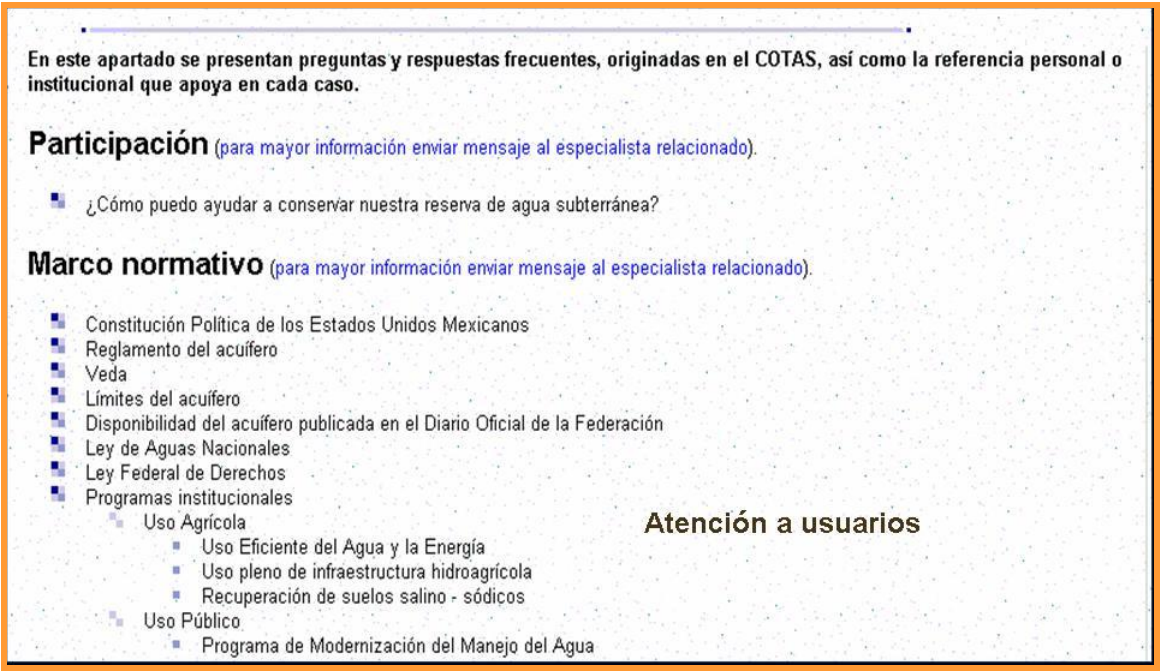 En este apartado se presentan preguntas y respuestas frecuentes, originadas en el COTAS, así como la referencia personal o
institucional que apoya en cada caso.
Participación (para mayor información enviar mensaje al especialista relacionado).
¿Cómo puedo ayudar a conservar nuestra reserva de agua subterránea?
Marco normativo (para mayor información enviar mensaje al especialista relacionado).
Constitución Política de los Estados Unidos Mexicanos
Reglamento del acuífero
Veda
Límites del acuífero
Disponibilidad del acuífero publicada en el Diario Oficial de la Federación
Ley de Aguas Nacionales
Ley Federal de Derechos
Programas institucionales
Uso Agrícola
Atención a usuarios
Uso Eficiente del Agua y la Energía
Uso pleno de infraestructura hidroagrícola
Recuperación de suelos salino - sódicos
Uso Público
Programa de Modernización del Manejo del Agua